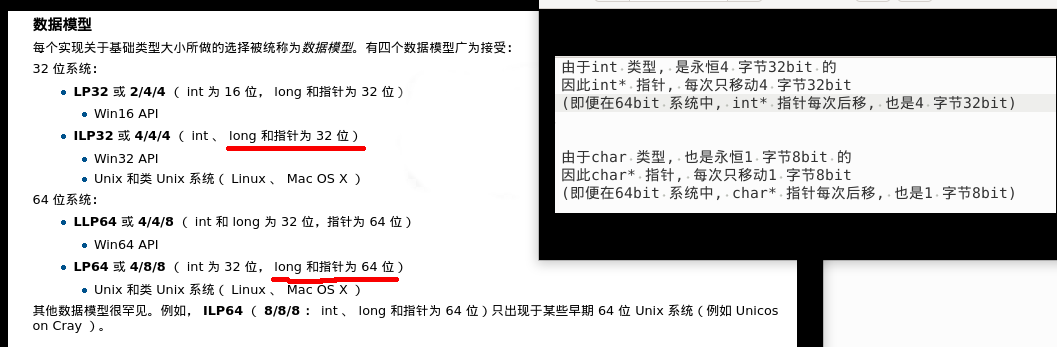 数据模型
每个实现关于基础类型大小所做的选择被统称为数据模型。有四个数据模型广为接受：
32 位系统：
LP32 或 2/4/4 （ int 为 16 位， long 和指针为 32 位）
Win16 API
ILP32 或 4/4/4 （ int 、 long 和指针为 32 位）
Win32 API
Unix 和类 Unix 系统（ Linux 、 Mac OS X ）
64 位系统：
LLP64 或 4/4/8 （ int 和 long 为 32 位，指针为 64 位）
Win64 API
LP64 或 4/8/8 （ int 为 32 位， long 和指针为 64 位）
Unix 和类 Unix 系统（ Linux 、 Mac OS X ）
其他数据模型很罕见。例如， ILP64 （ 8/8/8 ： int 、 long 和指针为 64 位）只出现于某些早期 64 位 Unix 系统（例如 Unicos
on Cray ）。
由于int 类型, 是永恒4 字节32bit 的
因此int* 指针, 每次只移动4 字节32bit
(即便在64bit 系统中, int* 指针每次后移, 也是4 字节32bit)
由于char 类型, 也是永恒1 字节8bit 的
因此char* 指针, 每次只移动1 字节8bit
(即便在64bit 系统中, char* 指针每次后移, 也是1 字节8bit)